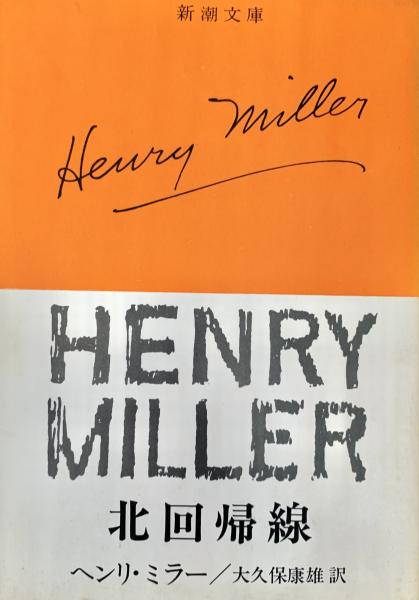 新潮文庫
Henry Miller
HENRY
MILLER
北回帰線
ヘンリ・ミラー／大久保康雄訳